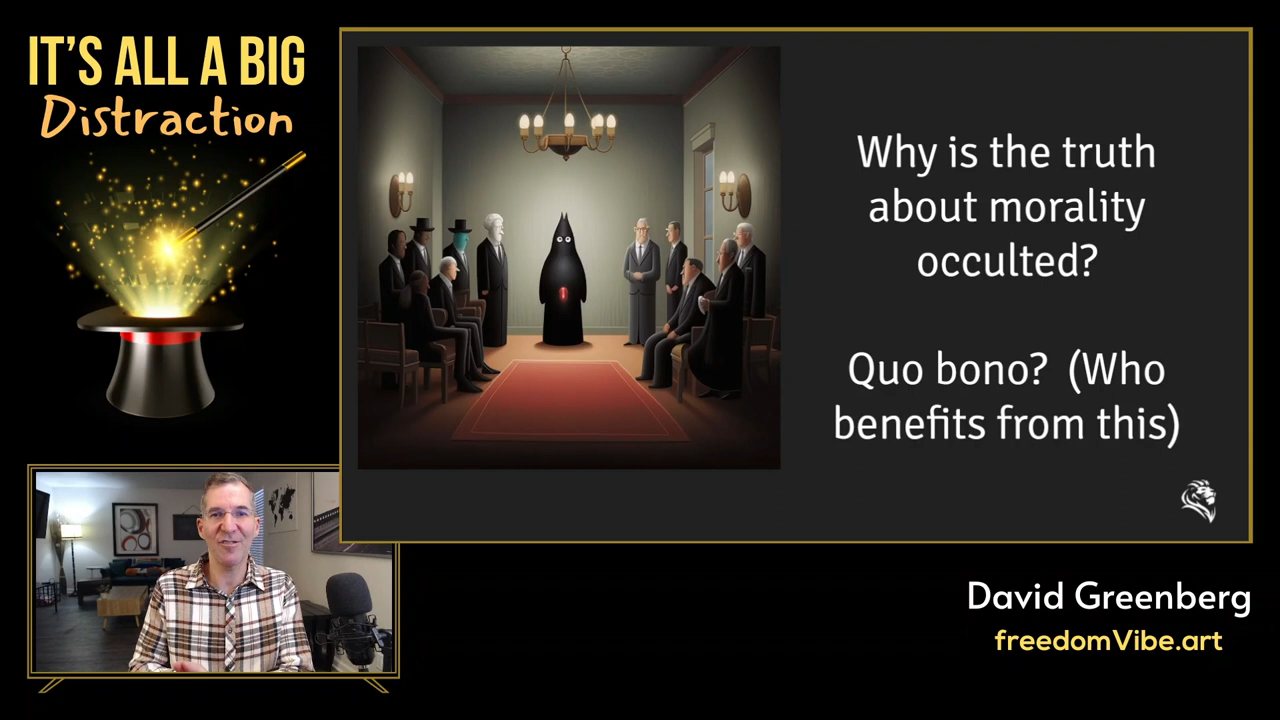 IT'S ALL A BIG
Distraction
Why is the truth
about morality
occulted?
Quo bono? (Who
benefits from this)
David Greenberg
freedomVibe.art